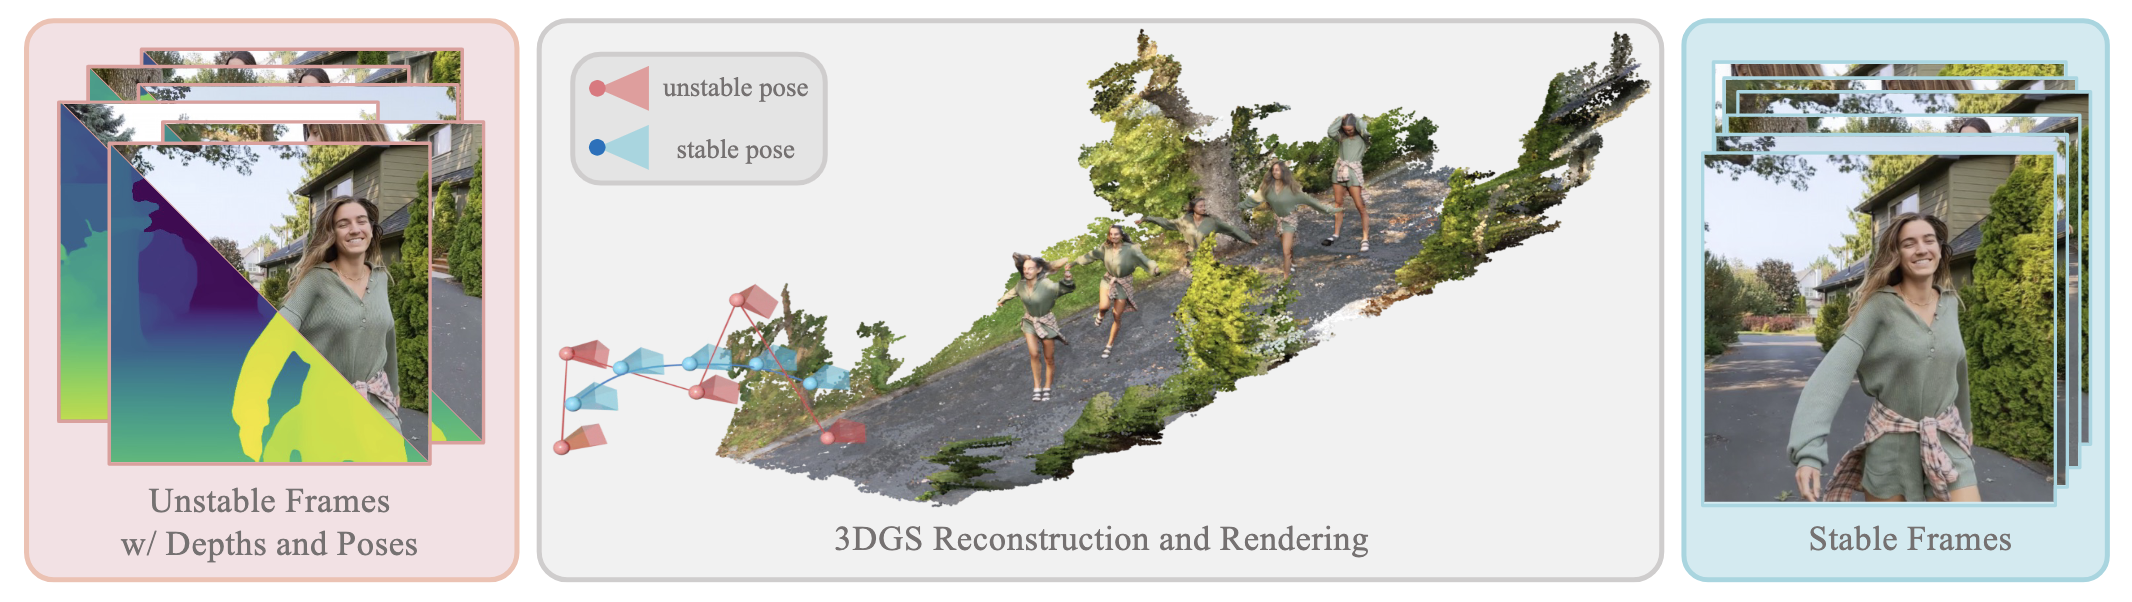 unstable pose
stable pose
Unstable Frames
w/ Depths and Poses
3DGS Reconstruction and Rendering
Stable Frames